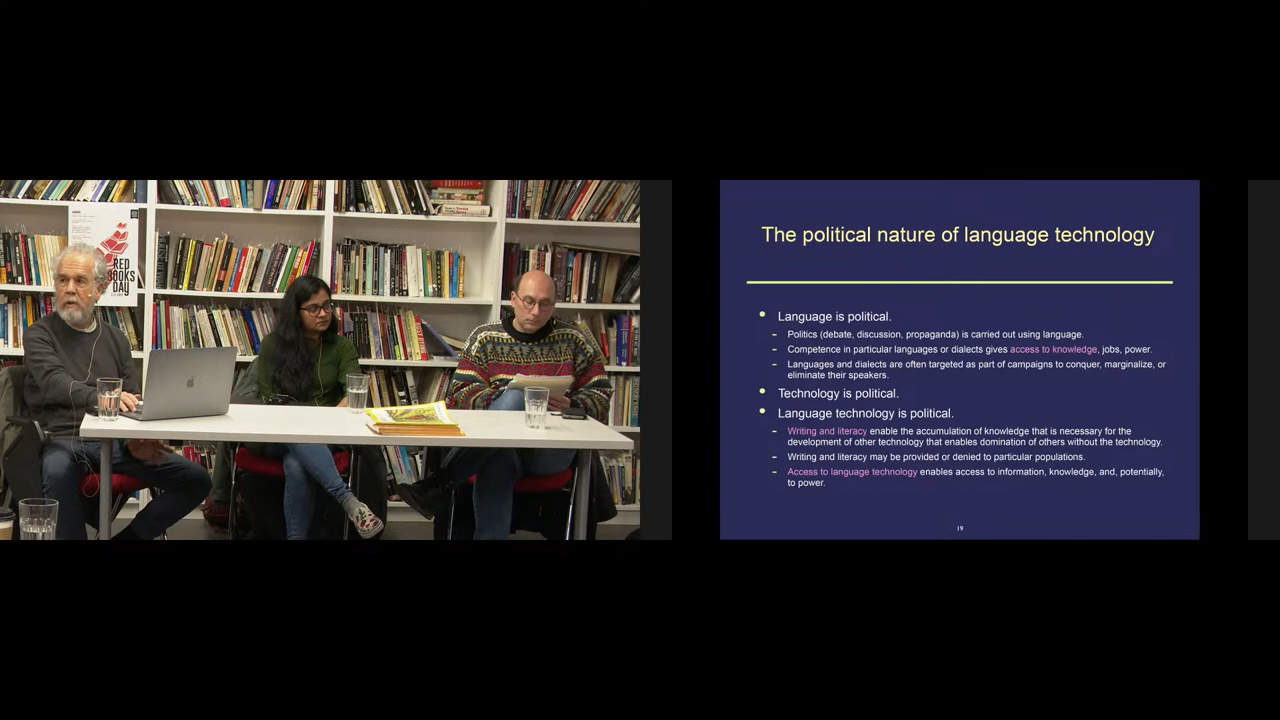 RED
BOOKS
DAY
The political nature of language technology
• Language is political.
– Politics (debate, discussion, propaganda) is carried out using language.
– Competence in particular languages or dialects gives access to knowledge, jobs, power.
– Languages and dialects are often targeted as part of campaigns to conquer, marginalize, or
eliminate their speakers.
• Technology is political.
• Language technology is political.
– Writing and literacy enable the accumulation of knowledge that is necessary for the
development of other technology that enables domination of others without the technology.
– Writing and literacy may be provided or denied to particular populations.
– Access to language technology enables access to information, knowledge, and, potentially,
to power.
19